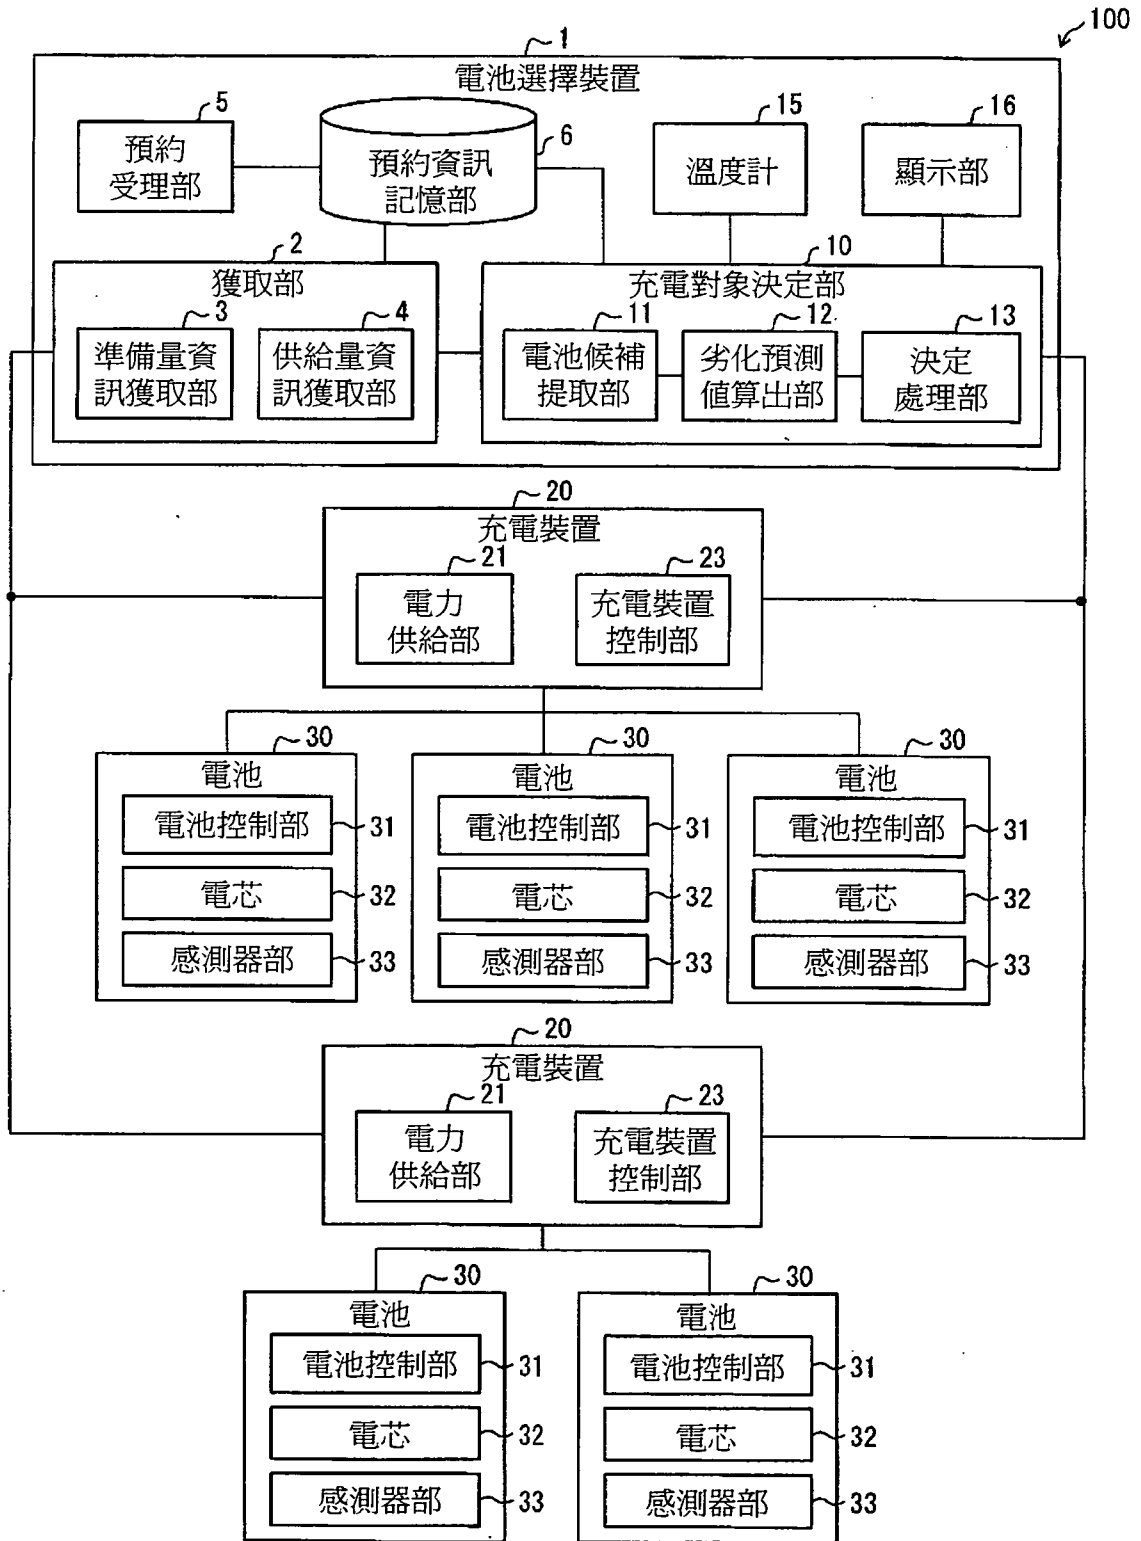 100
1
電池選擇裝置
5
預約
受理部
6
預約資訊
記憶部
15
溫度計
16
顯示部
2
獲取部
3
準備量資
訊獲取部
4
供給量資
訊獲取部
10
充電對象決定部
11
電池候補
提取部
12
劣化預測
值算出部
13
決定
處理部
20
充電裝置
21
電力
供給部
23
充電裝置
控制部
30
電池
電池控制部
31
電芯
32
感測器部
33
30
電池
電池控制部
31
電芯
32
感測器部
33
30
電池
電池控制部
31
電芯
32
感測器部
33
20
充電裝置
21
電力
供給部
23
充電裝置
控制部
30
電池
電池控制部
31
電芯
32
感測器部
33
30
電池
電池控制部
31
電芯
32
感測器部
33